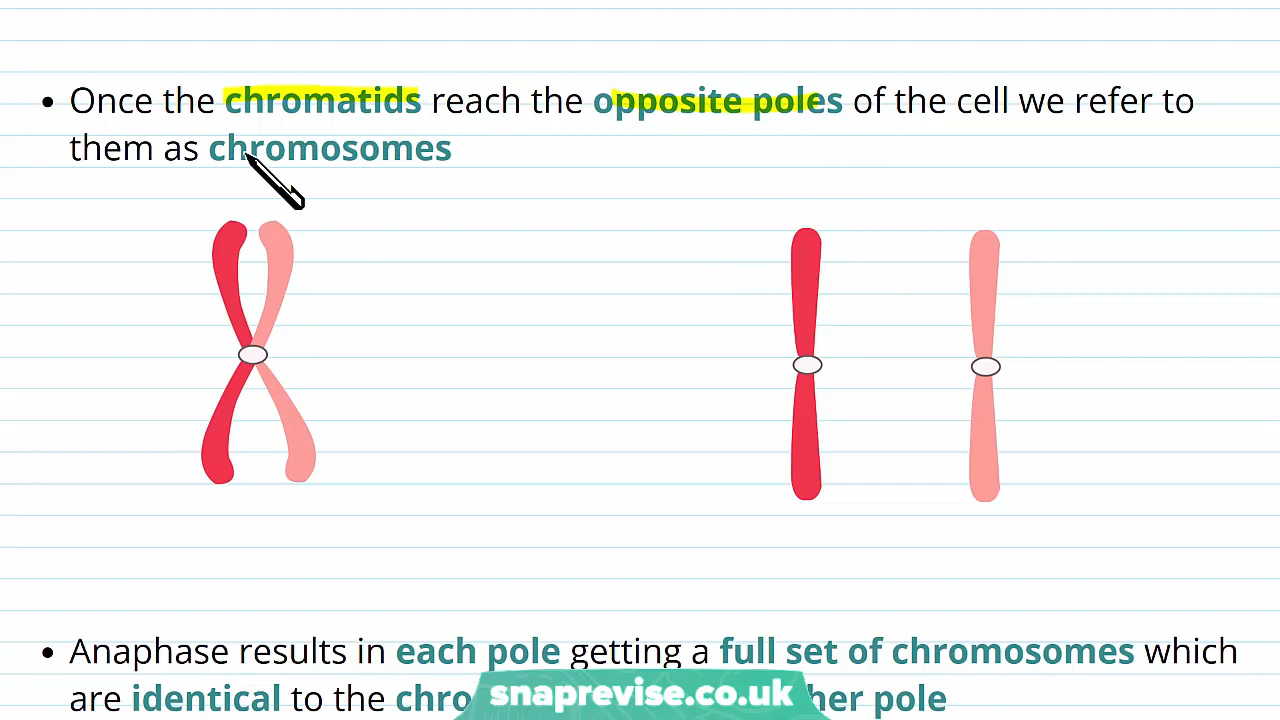 Once the chromatids reach the opposite poles of the cell we refer to
them as chromosomes
Anaphase results in each pole getting a full set of chromosomes which
are identical to the pole
snaprevise.co.uk